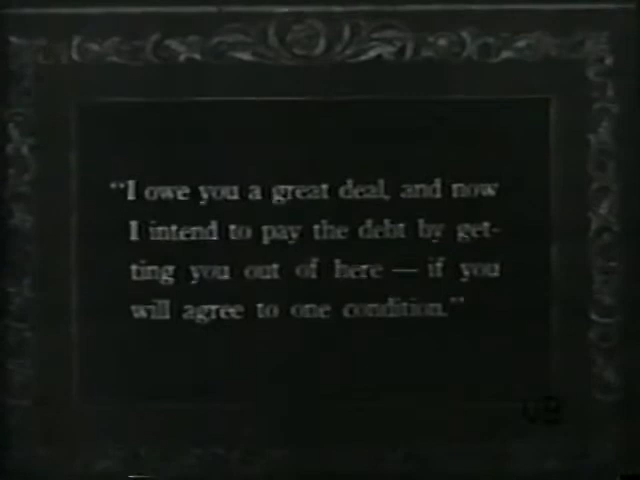 “I owe you a great deal, and now
I intend to pay the debt by get-
ting you out of here — if you
will agree to one condition.”